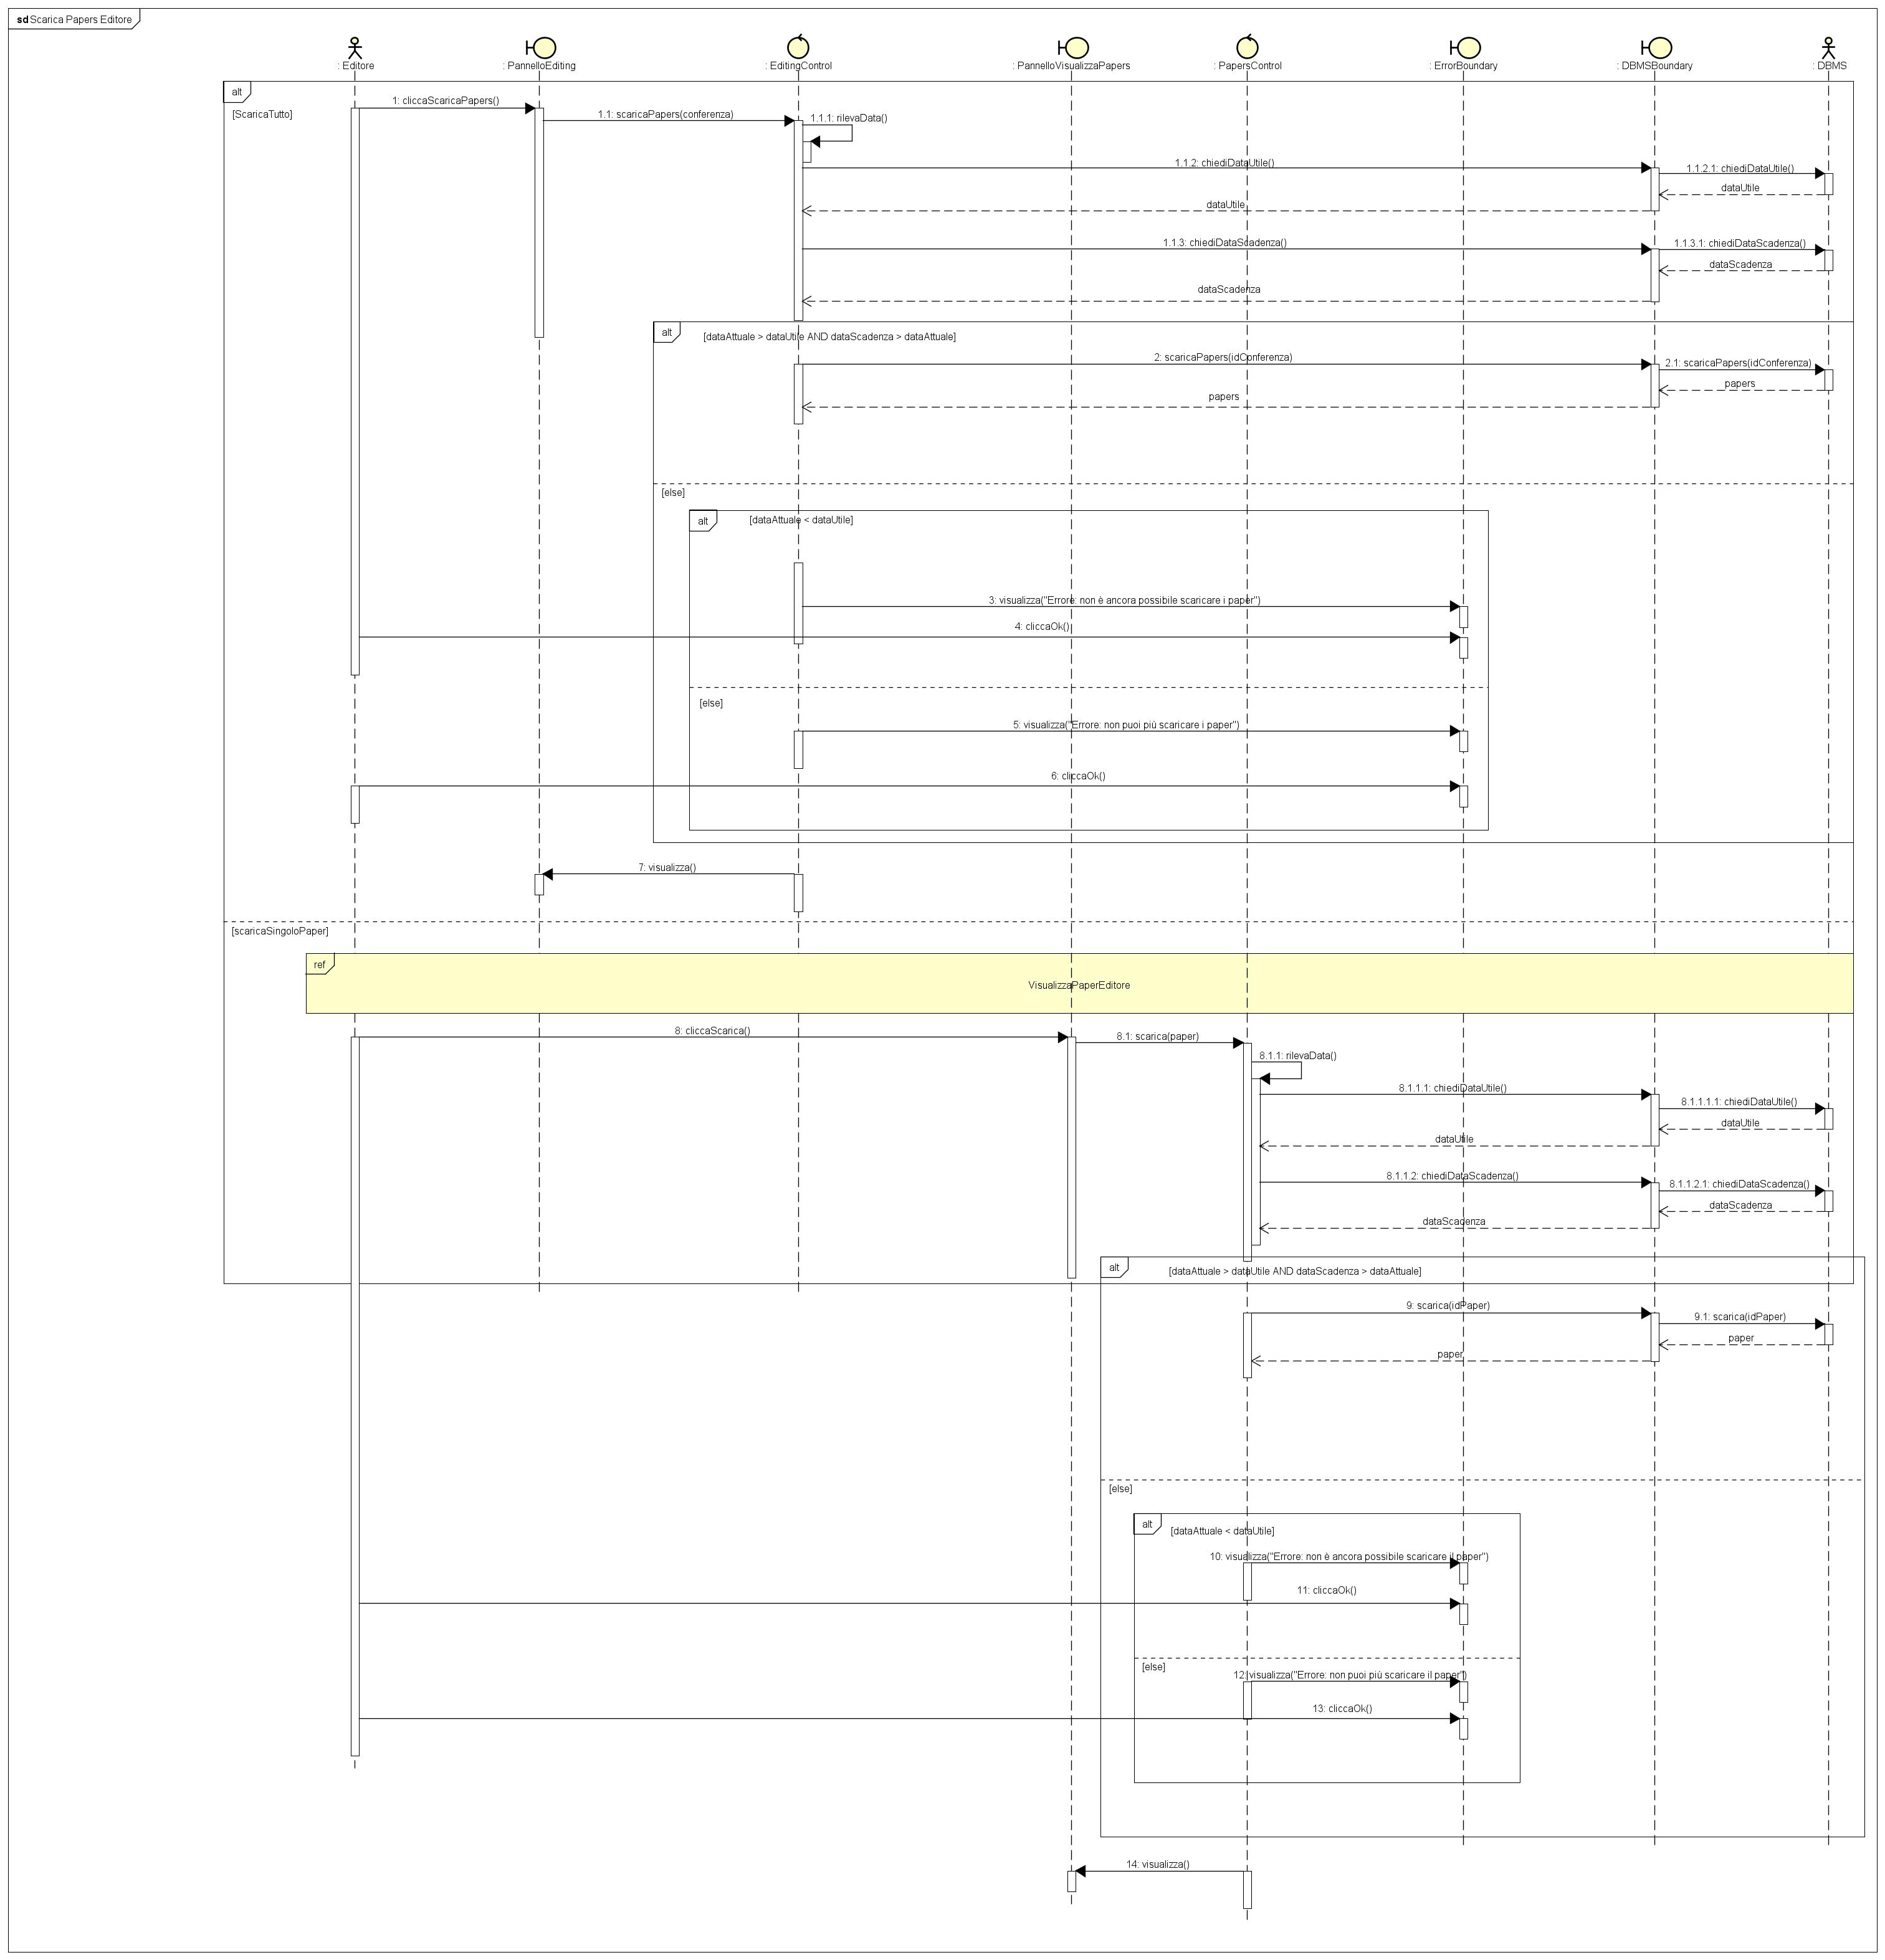 sd Scarica Papers Editore
: Editore
: PannelloEditing
: EditingControl
: PannelloVisualizzaPapers
: PapersControl
: ErrorBoundary
: DBMSBoundary
: DBMS
alt
[ScaricaTutto]
1: cliccaScaricaPapers()
1.1: scaricaPapers(conferenza)
1.1.1: rilevaData()
1.1.2: chiediDataUtile()
1.1.2.1: chiediDataUtile()
dataUtile
dataUtile
1.1.3: chiediDataScadenza()
1.1.3.1: chiediDataScadenza()
dataScadenza
dataScadenza
alt
[dataAttuale > dataUtile AND dataScadenza > dataAttuale]
2: scaricaPapers(idConferenza)
2.1: scaricaPapers(idConferenza)
papers
papers
[else]
alt
[dataAttuale < dataUtile]
3: visualizza("Errore: non è ancora possibile scaricare i paper")
4: cliccaOk()
[else]
5: visualizza("Errore: non puoi più scaricare i paper")
6: cliccaOk()
7: visualizza()
[scaricaSingoloPaper]
ref
VisualizzaPaperEditore
8: cliccaScarica()
8.1: scarica(paper)
8.1.1: rilevaData()
8.1.1.1: chiediDataUtile()
8.1.1.1.1: chiediDataUtile()
dataUtile
dataUtile
8.1.1.2: chiediDataScadenza()
8.1.1.2.1: chiediDataScadenza()
dataScadenza
dataScadenza
alt
[dataAttuale > dataUtile AND dataScadenza > dataAttuale]
9: scarica(idPaper)
9.1: scarica(idPaper)
paper
paper
[else]
alt
[dataAttuale < dataUtile]
10: visualizza("Errore: non è ancora possibile scaricare il paper")
11: cliccaOk()
[else]
12: visualizza("Errore: non puoi più scaricare il paper")
13: cliccaOk()
14: visualizza()